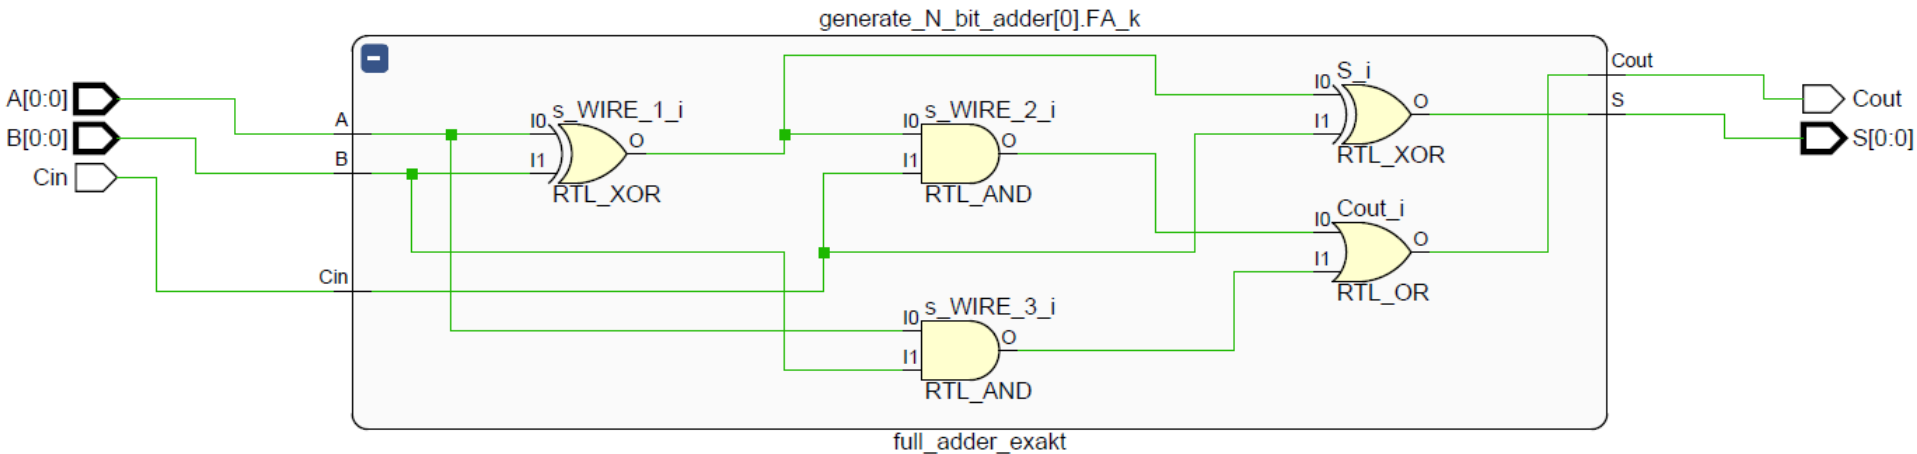 generate_N_bit_adder[0].FA_k
A[0:0]
B[0:0]
Cin
A
B
Cin
I0
I1
s_WIRE_1_i
O
RTL_XOR
I0
I1
s_WIRE_2_i
O
RTL_AND
I0
I1
s_WIRE_3_i
O
RTL_AND
I0
I1
S_i
O
RTL_XOR
I0
I1
Cout_i
O
RTL_OR
Cout
S
Cout
S[0:0]
full_adder_exakt